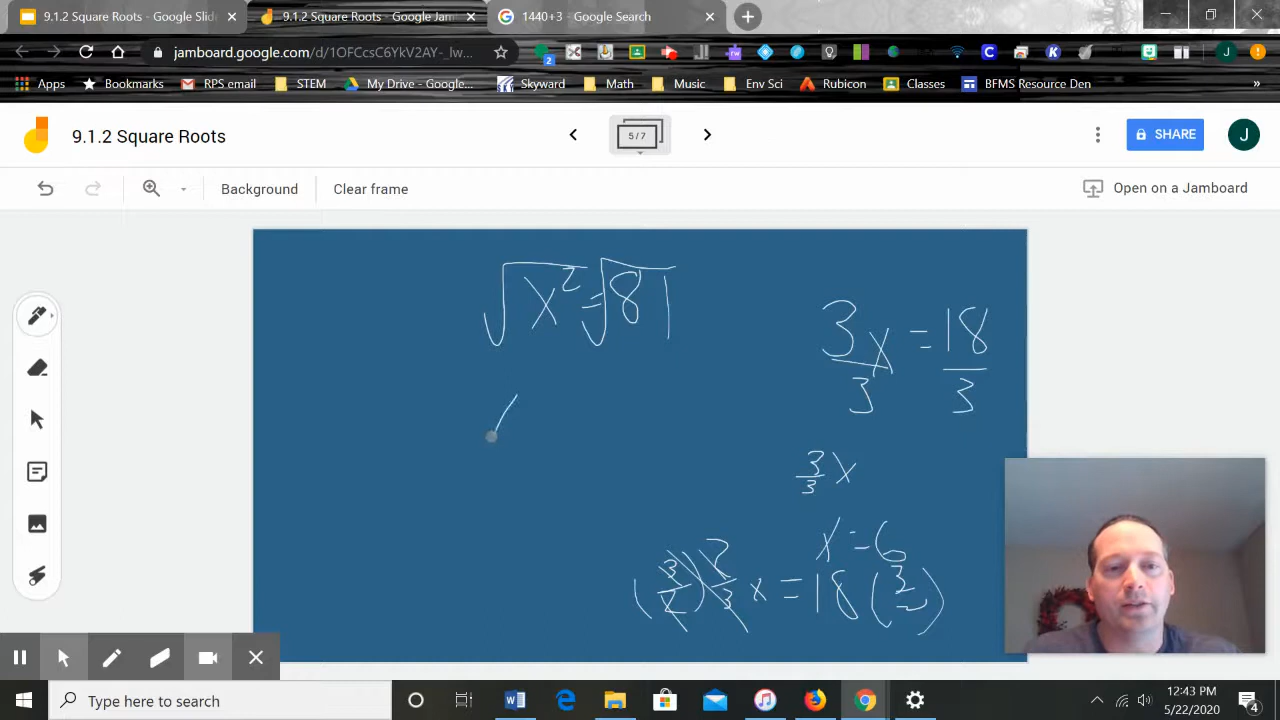 9.1.2 Square Roots - Google Slid
9.1.2 Square Roots - Google Jam
1440÷3 - Google Search
jamboard.google.com/d/1OFCcsC6YkV2AY-_lw...
2
Apps Bookmarks RPS email STEM My Drive - Google... Skyward Math Music Env Sci Rubicon Classes BFMS Resource Den »
9.1.2 Square Roots
5/7
SHARE
J
Background
Clear frame
Open on a Jamboard
√x² = √81
3x = 18
3 3
3/3 x
x = 6
(3/2) 2/3 x = 18 (3/2)
Type here to search
12:43 PM
5/22/2020
4